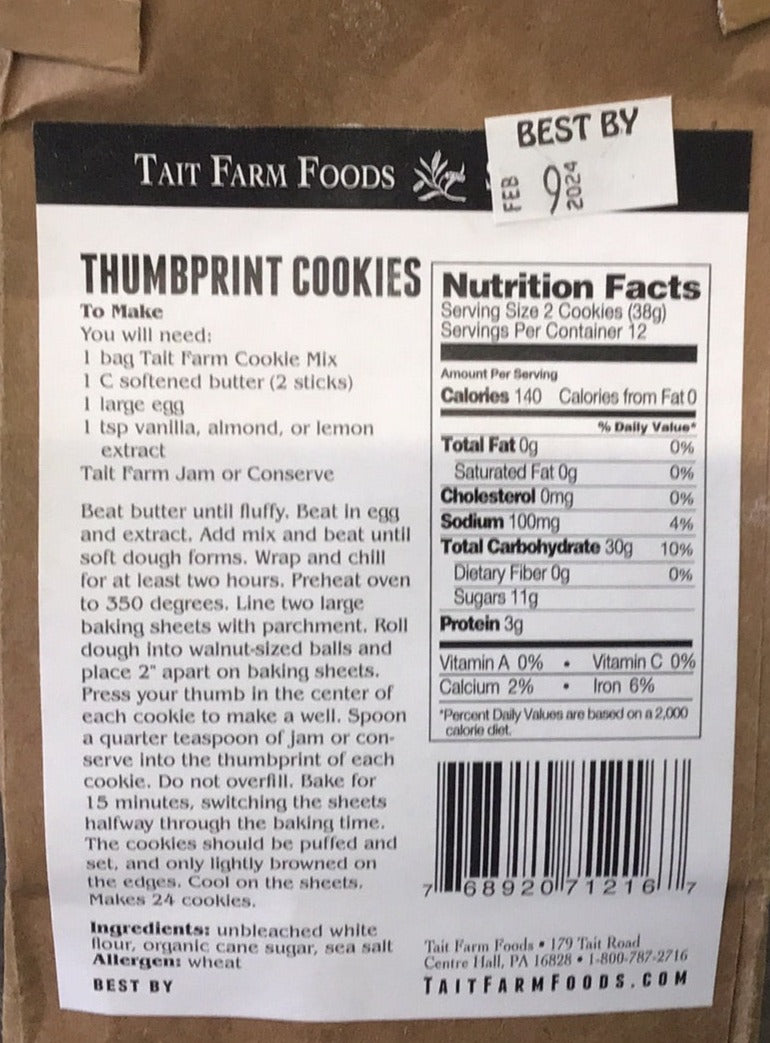 BEST BY
FEB 9 2024
TAIT FARM FOODS
THUMBPRINT COOKIES
To Make
You will need:
1 bag Tait Farm Cookie Mix
1 C softened butter (2 sticks)
1 large egg
1 tsp vanilla, almond, or lemon
extract
Tait Farm Jam or Conserve
Beat butter until fluffy. Beat in egg
and extract. Add mix and beat until
soft dough forms. Wrap and chill
for at least two hours. Preheat oven
to 350 degrees. Line two large
baking sheets with parchment. Roll
dough into walnut-sized balls and
place 2" apart on baking sheets.
Press your thumb in the center of
each cookie to make a well. Spoon
a quarter teaspoon of jam or con-
serve into the thumbprint of each
cookie. Do not overfill. Bake for
15 minutes, switching the sheets
halfway through the baking time.
The cookies should be puffed and
set, and only lightly browned on
the edges. Cool on the sheets.
Makes 24 cookies.
Ingredients: unbleached white
flour, organic cane sugar, sea salt
Allergen: wheat
BEST BY
Nutrition Facts
Serving Size 2 Cookies (38g)
Servings Per Container 12
Amount Per Serving
Calories 140 Calories from Fat 0
% Daily Value*
Total Fat 0g 0%
Saturated Fat 0g 0%
Cholesterol 0mg 0%
Sodium 100mg 4%
Total Carbohydrate 30g 10%
Dietary Fiber 0g 0%
Sugars 11g
Protein 3g
Vitamin A 0% • Vitamin C 0%
Calcium 2% • Iron 6%
*Percent Daily Values are based on a 2,000
calorie diet.
7 68920 71216 7
Tait Farm Foods • 179 Tait Road
Centre Hall, PA 16828 • 1-800-787-2716
TAITFARMFOODS.COM